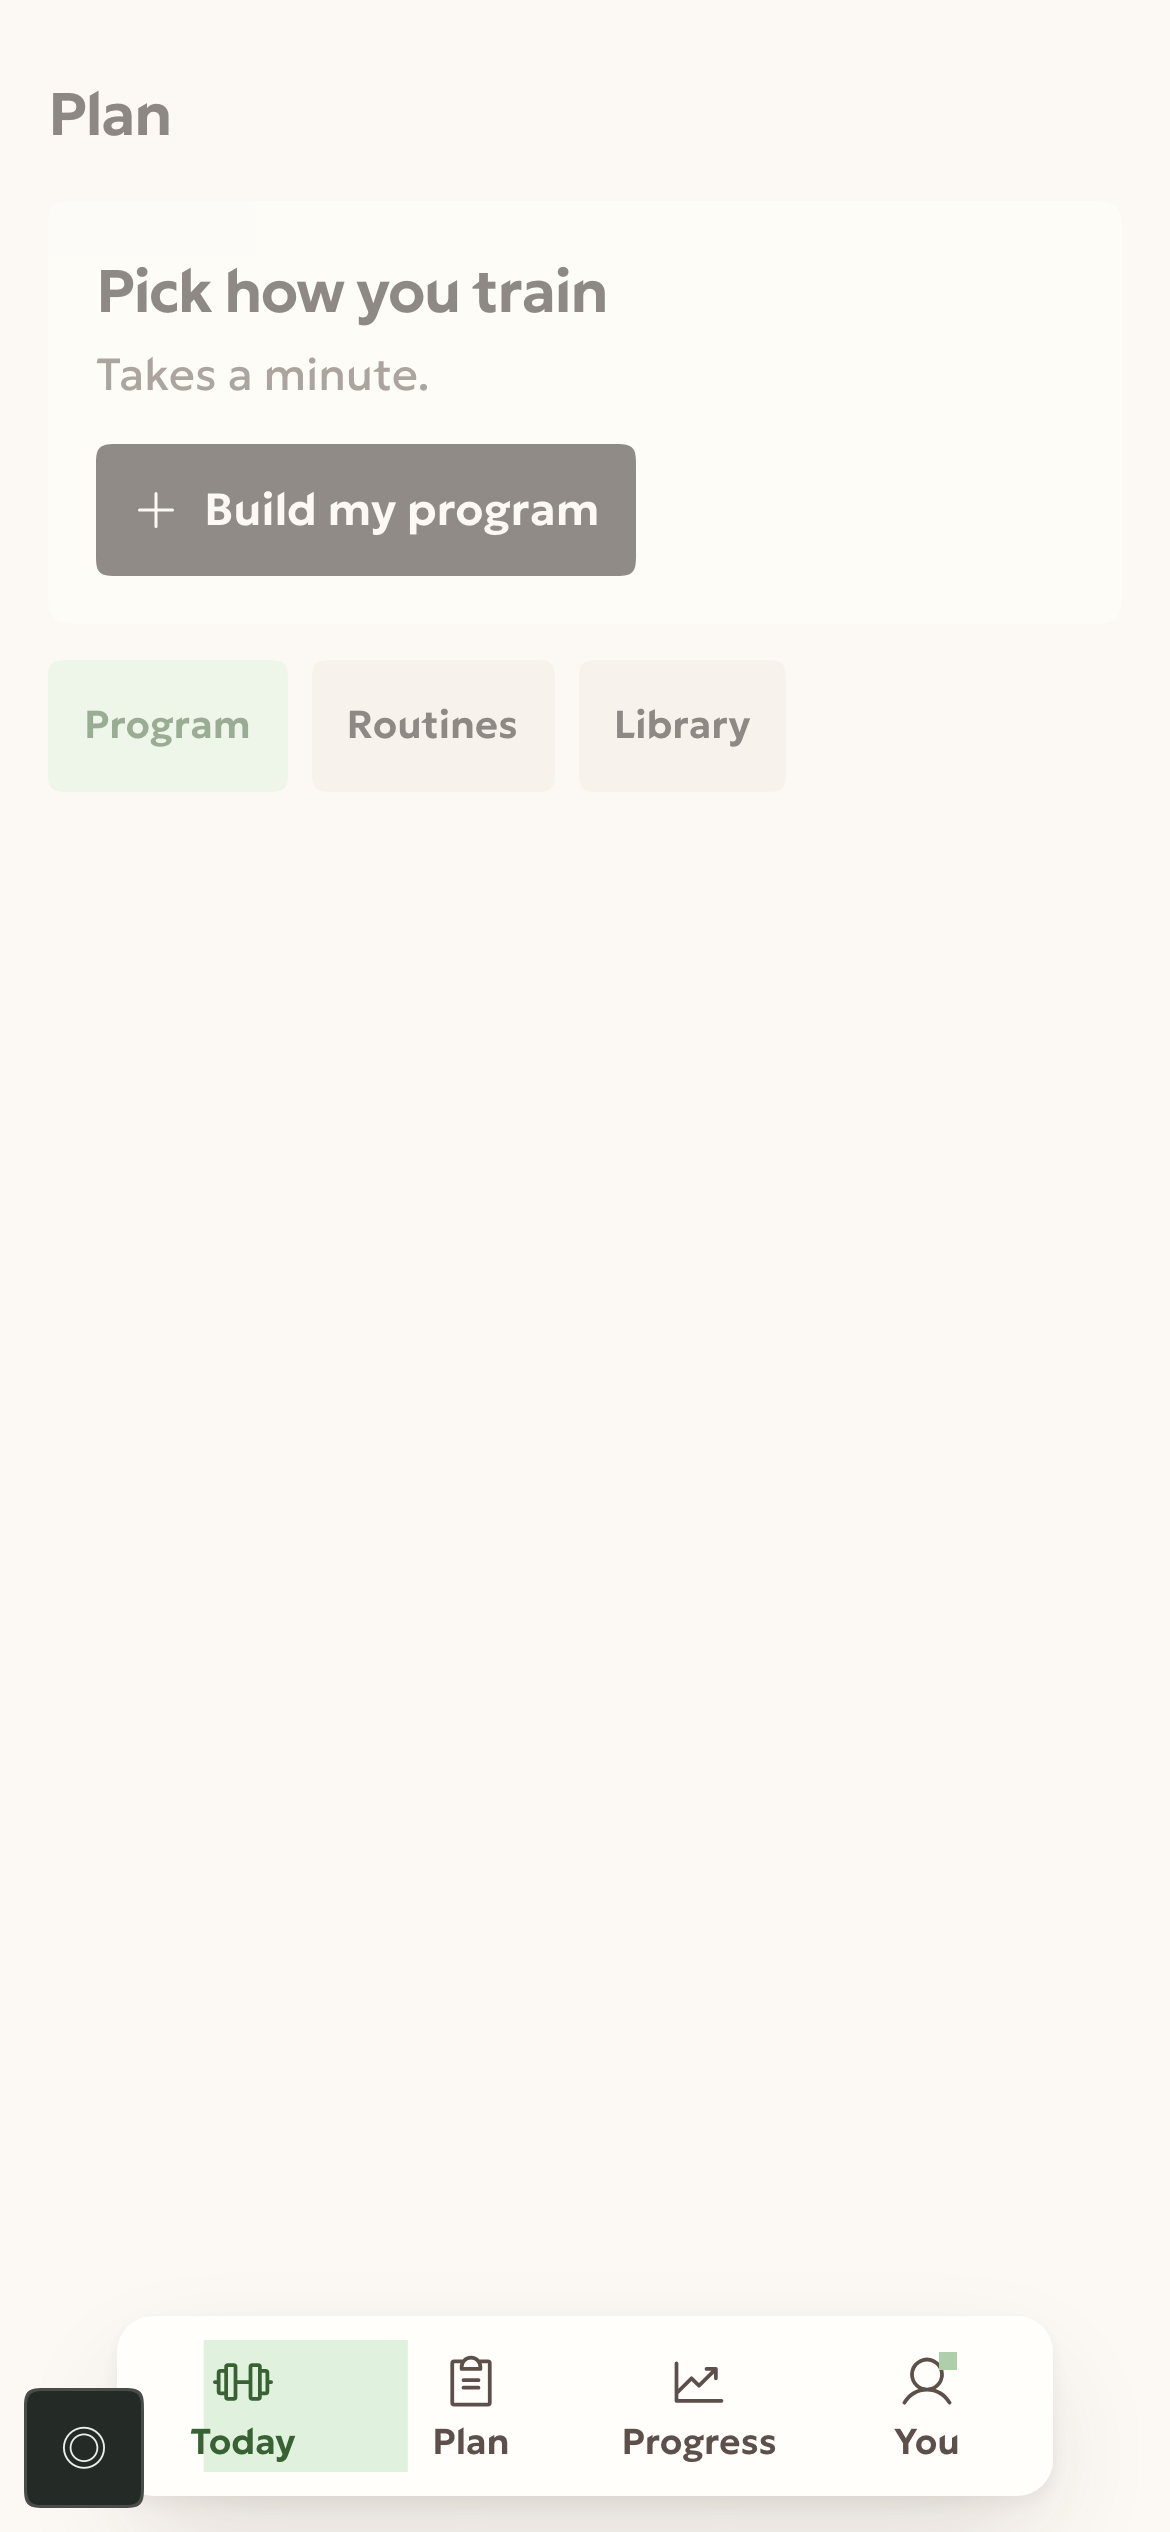 Plan
Pick how you train
Takes a minute.
Build my program
Program
Routines
Library
Today
Plan
Progress
You